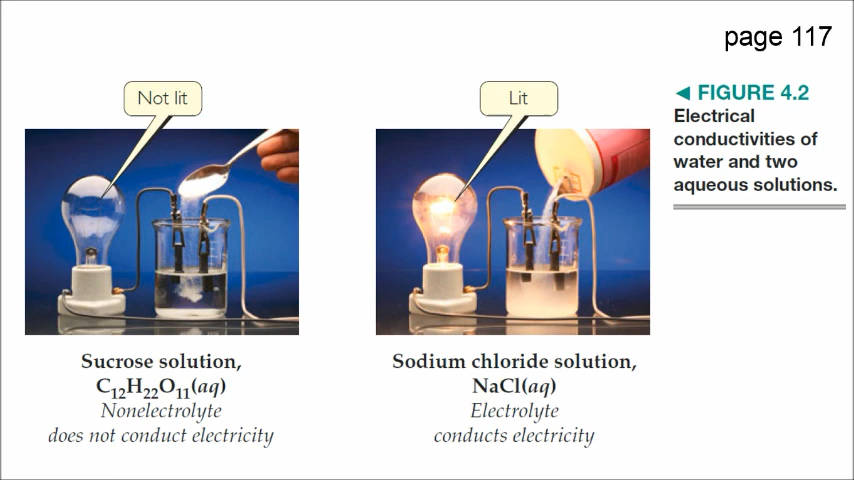 page 117
Not lit
Lit
◄ FIGURE 4.2
Electrical
conductivities of
water and two
aqueous solutions.
Sucrose solution,
C₁₂H₂₂O₁₁(aq)
Nonelectrolyte
does not conduct electricity
Sodium chloride solution,
NaCl(aq)
Electrolyte
conducts electricity